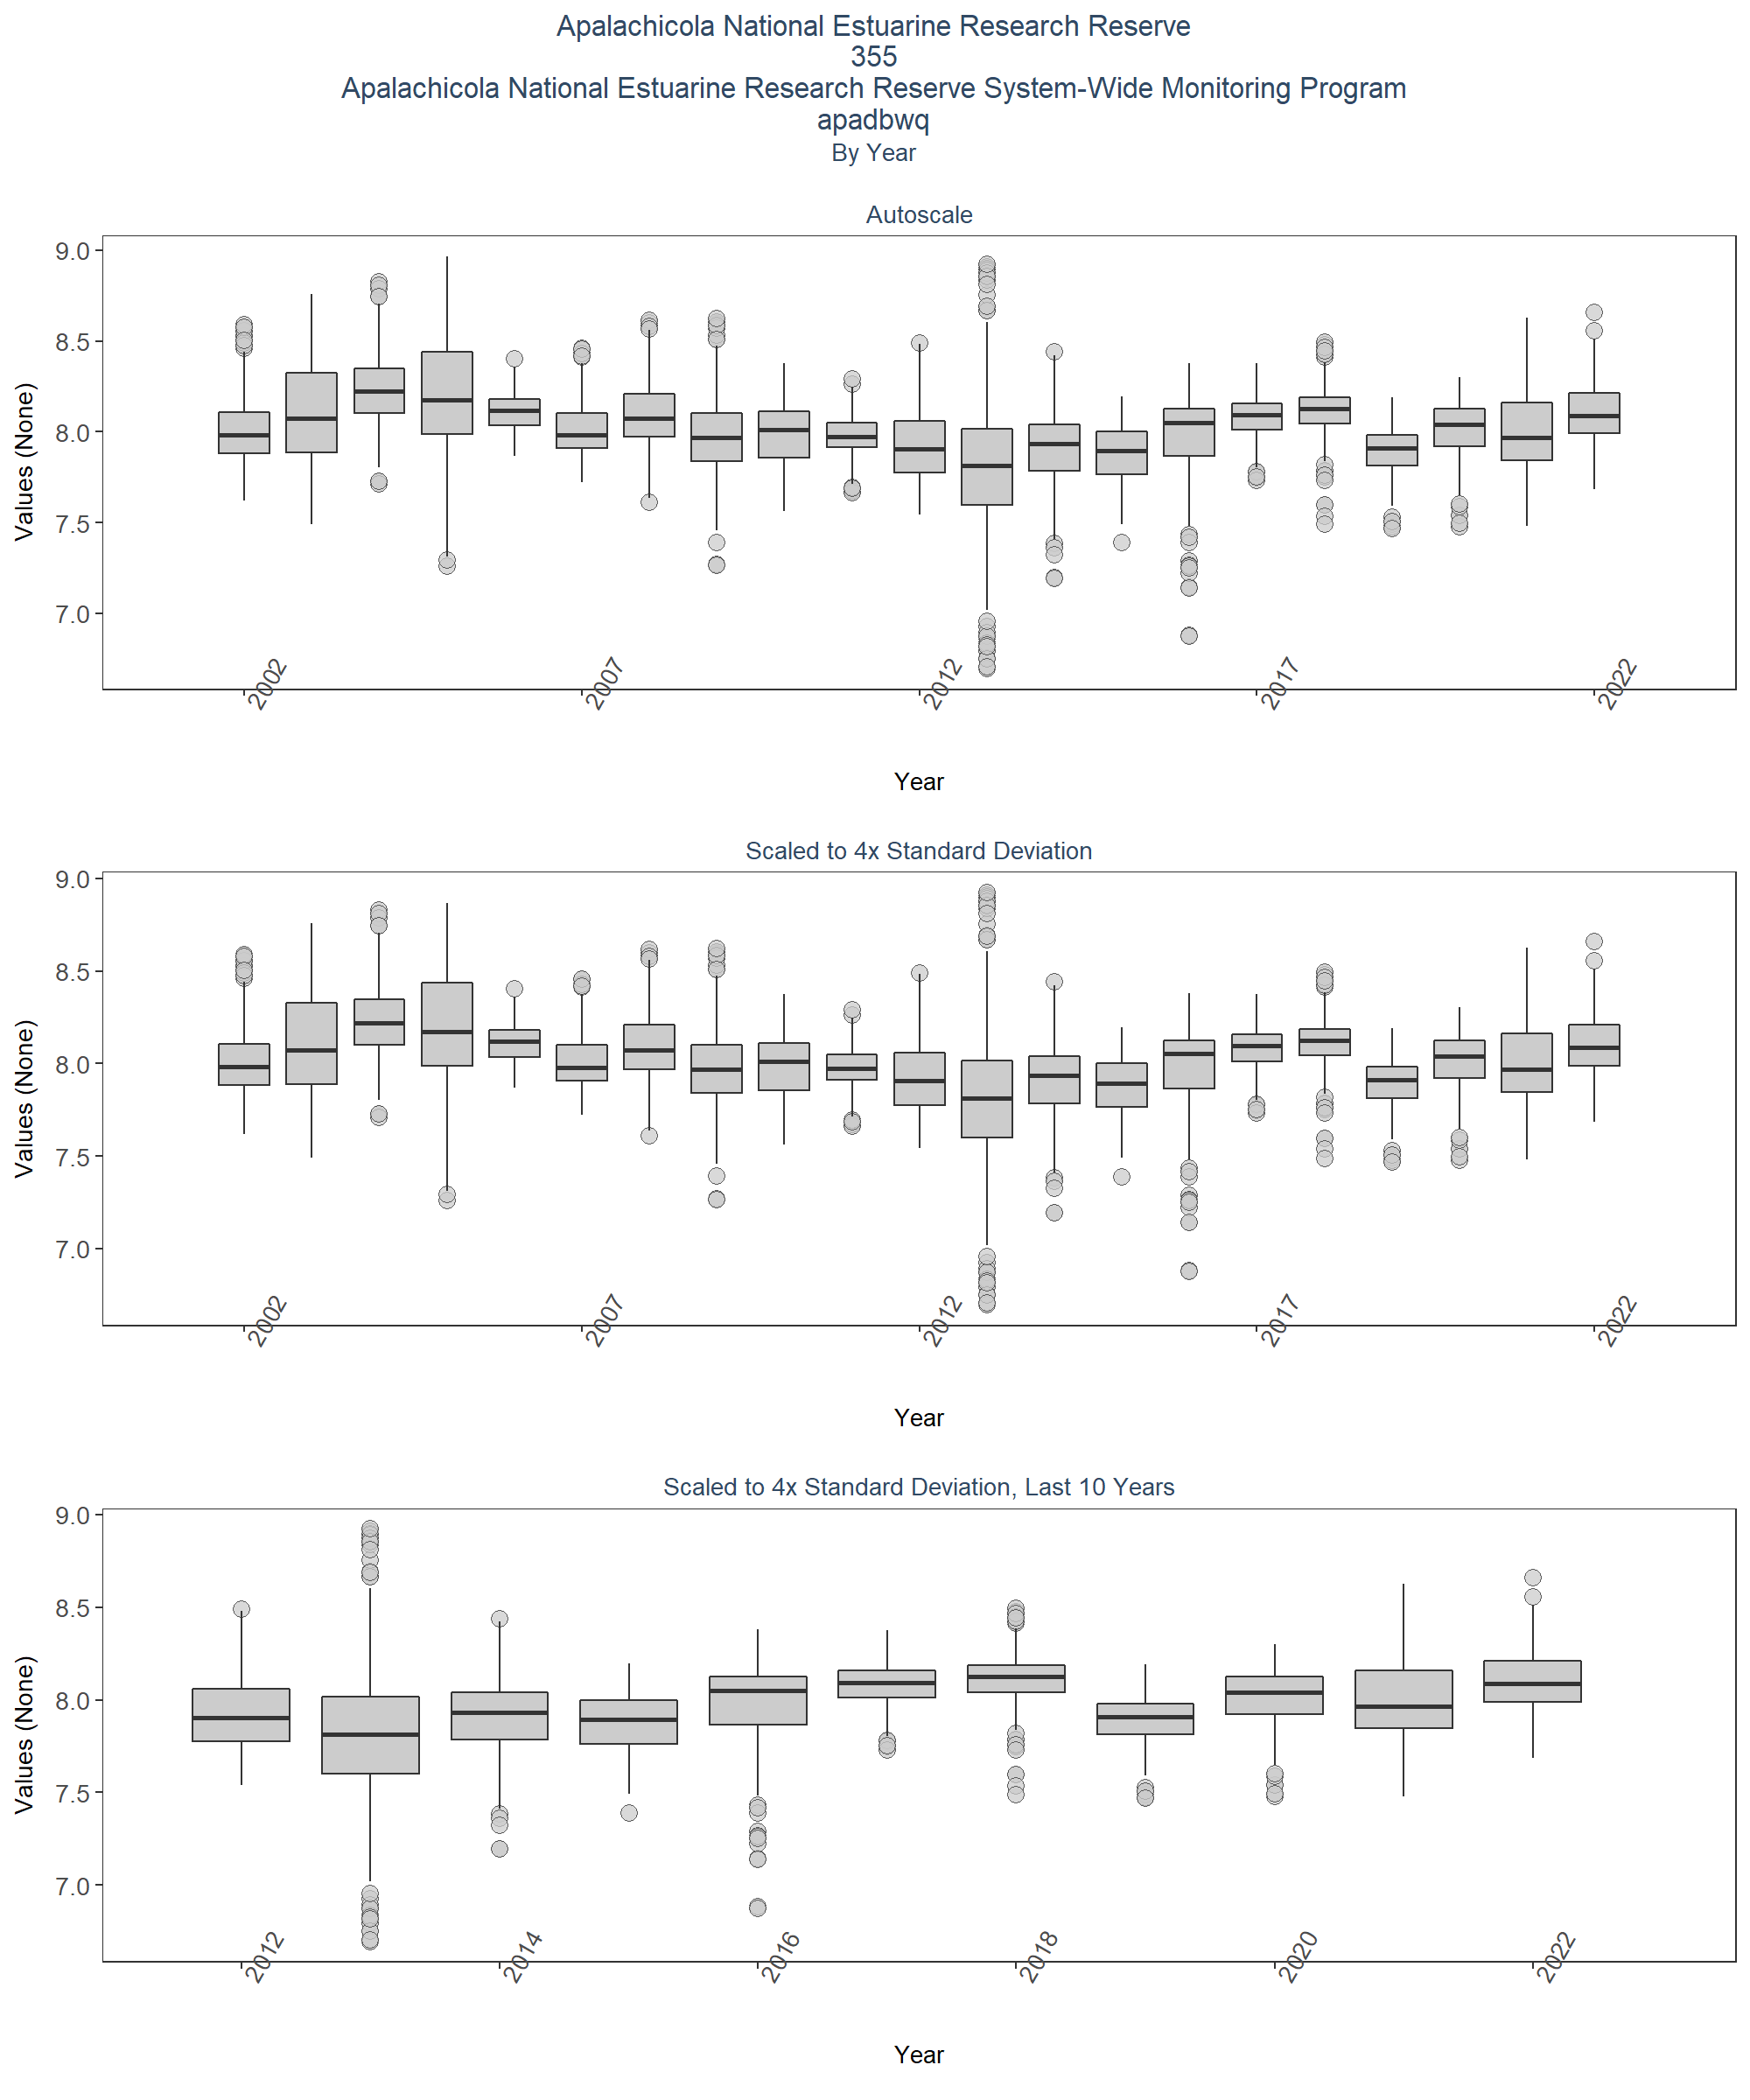 Apalachicola National Estuarine Research Reserve
355
Apalachicola National Estuarine Research Reserve System-Wide Monitoring Program
apadbwq
By Year
Autoscale
Values (None)
9.0
8.5
8.0
7.5
7.0
2002
2007
2012
2017
2022
Year
Scaled to 4x Standard Deviation
Values (None)
9.0
8.5
8.0
7.5
7.0
2002
2007
2012
2017
2022
Year
Scaled to 4x Standard Deviation, Last 10 Years
Values (None)
9.0
8.5
8.0
7.5
7.0
2012
2014
2016
2018
2020
2022
Year